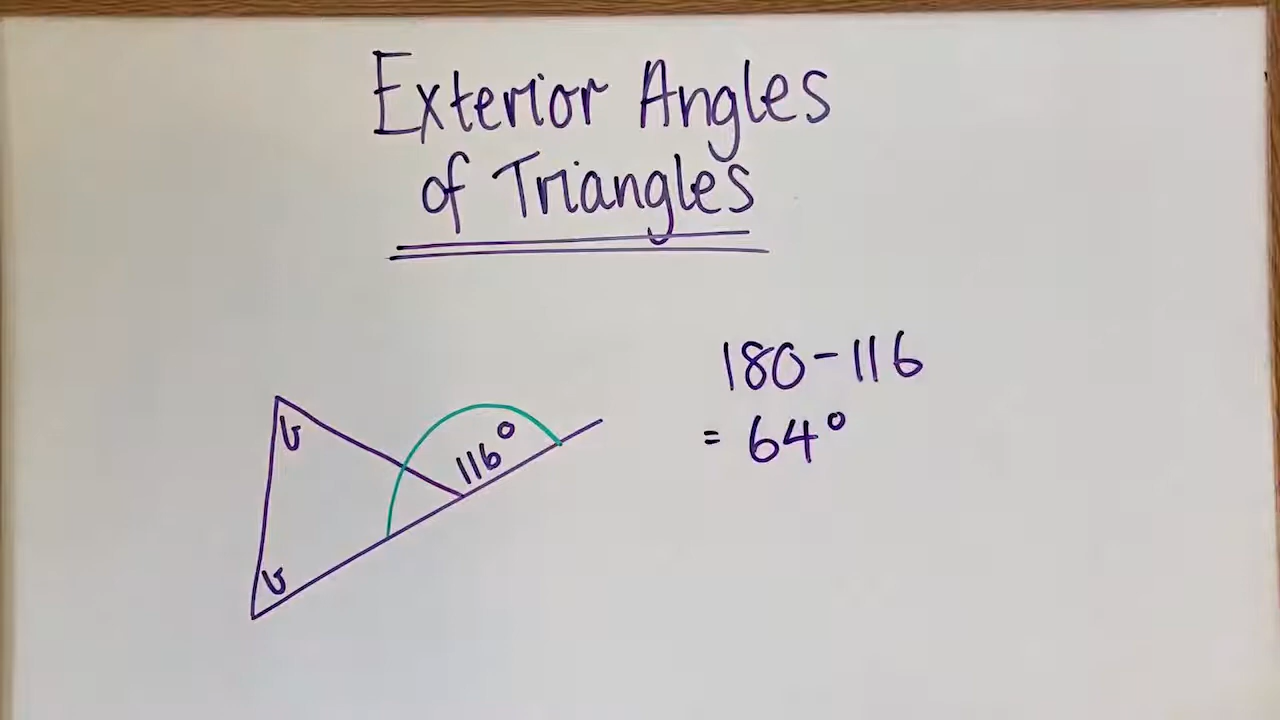 Exterior Angles
of Triangles
180-116
= 64°
116°
v
v